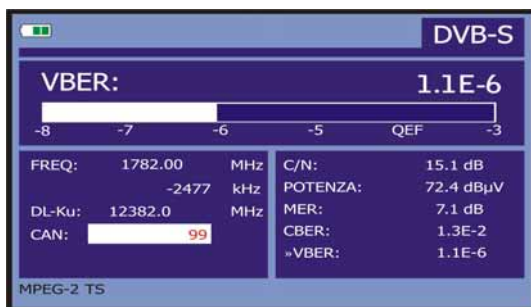 DVB-S
VBER: 1.1E-6
-8 -7 -6 -5 QEF -3
FREQ: 1782.00 MHz
-2477 kHz
DL-Ku: 12382.0 MHz
CAN: 99
C/N: 15.1 dB
POTENZA: 72.4 dBµV
MER: 7.1 dB
CBER: 1.3E-2
»VBER: 1.1E-6
MPEG-2 TS